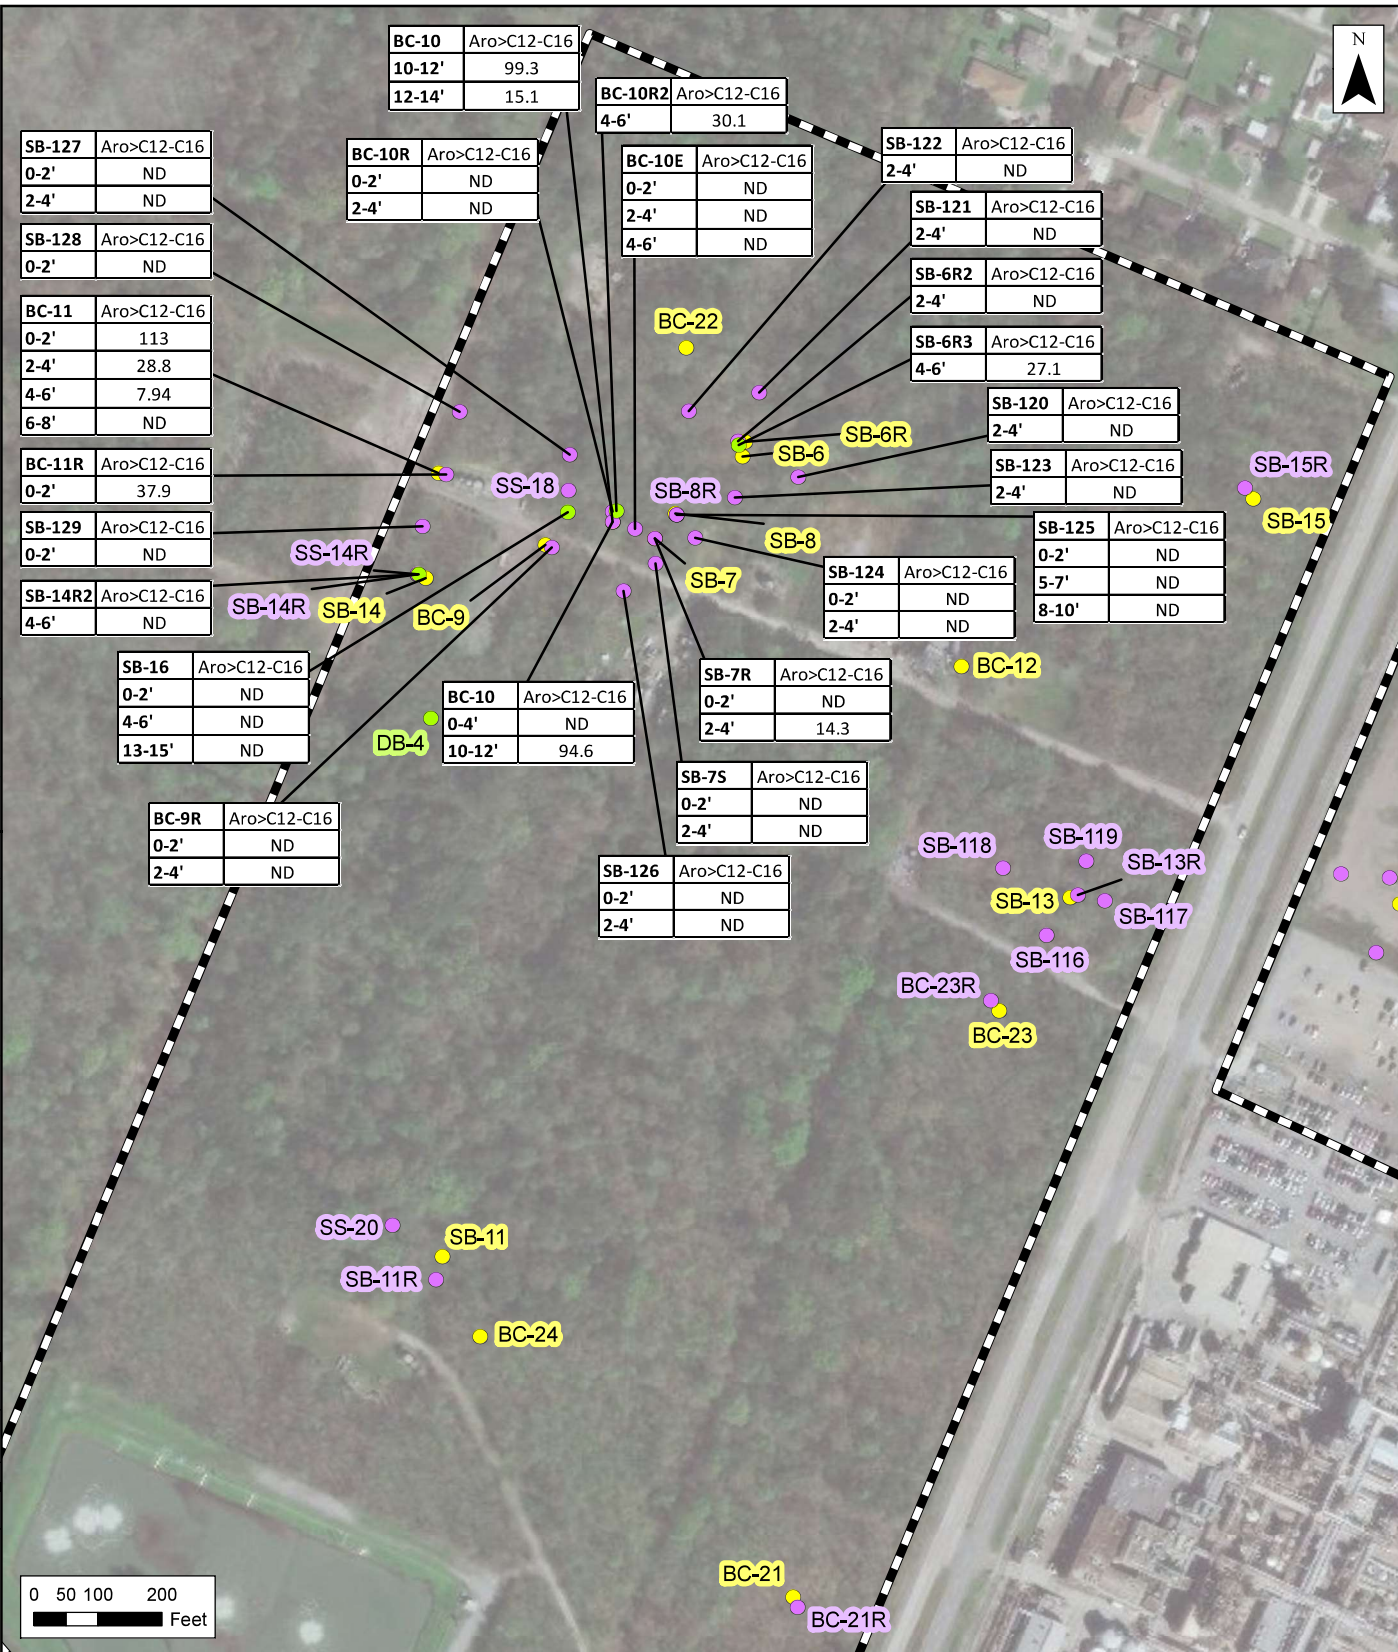 N
BC-10 Aro>C12-C16
10-12' 99.3
12-14' 15.1
BC-10R2 Aro>C12-C16
4-6' 30.1
SB-127 Aro>C12-C16
0-2' ND
2-4' ND
BC-10R Aro>C12-C16
0-2' ND
2-4' ND
BC-10E Aro>C12-C16
0-2' ND
2-4' ND
4-6' ND
SB-122 Aro>C12-C16
2-4' ND
SB-121 Aro>C12-C16
2-4' ND
SB-128 Aro>C12-C16
0-2' ND
SB-6R2 Aro>C12-C16
2-4' ND
BC-11 Aro>C12-C16
0-2' 113
2-4' 28.8
4-6' 7.94
6-8' ND
BC-22
SB-6R3 Aro>C12-C16
4-6' 27.1
SB-120 Aro>C12-C16
2-4' ND
SB-6R
SB-6
BC-11R Aro>C12-C16
0-2' 37.9
SB-123 Aro>C12-C16
2-4' ND
SB-15R
SB-15
SS-18
SB-8R
SB-8
SB-129 Aro>C12-C16
0-2' ND
SB-125 Aro>C12-C16
0-2' ND
5-7' ND
8-10' ND
SS-14R
SB-14R2 Aro>C12-C16
4-6' ND
SB-14R
SB-14
BC-9
SB-7
SB-124 Aro>C12-C16
0-2' ND
2-4' ND
SB-16 Aro>C12-C16
0-2' ND
4-6' ND
13-15' ND
DB-4
BC-10 Aro>C12-C16
0-4' ND
10-12' 94.6
SB-7R Aro>C12-C16
0-2' ND
2-4' 14.3
BC-12
SB-7S Aro>C12-C16
0-2' ND
2-4' ND
BC-9R Aro>C12-C16
0-2' ND
2-4' ND
SB-126 Aro>C12-C16
0-2' ND
2-4' ND
SB-118
SB-119
SB-13R
SB-13
SB-117
SB-116
BC-23R
BC-23
SS-20
SB-11
SB-11R
BC-24
BC-21
BC-21R
0 50 100 200
Feet